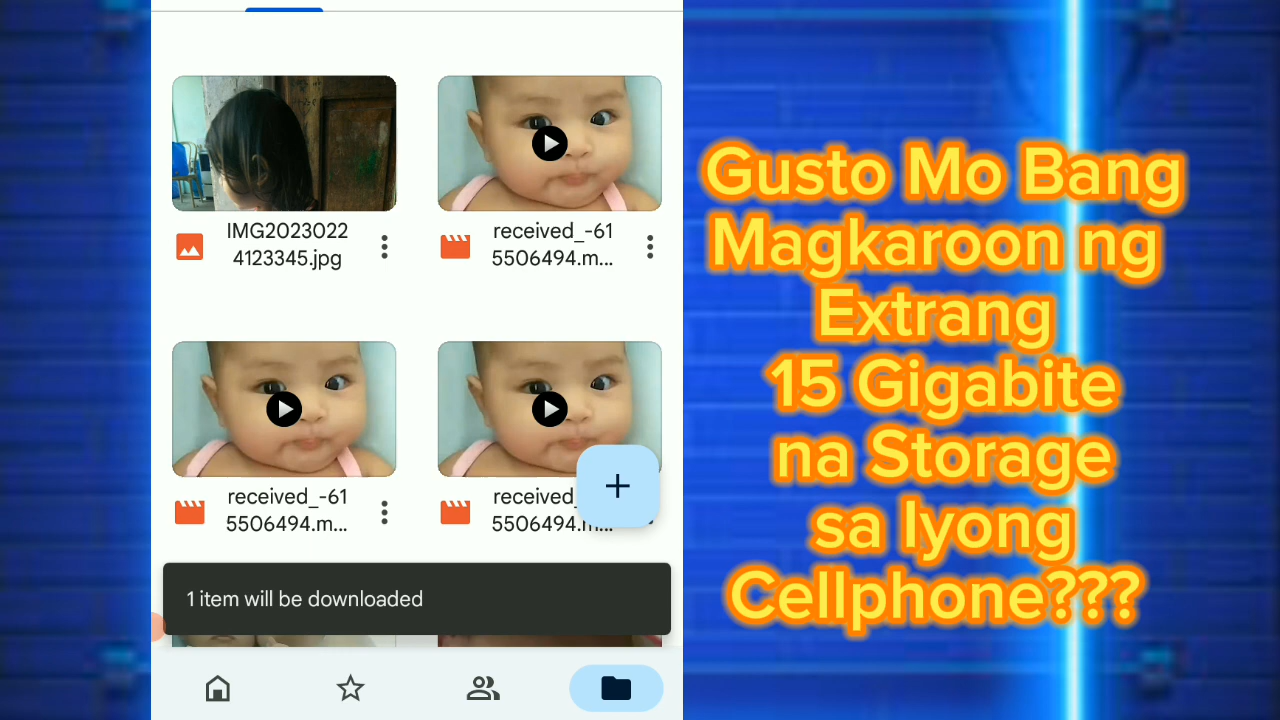 IMG2023022
4123345.jpg
received_-61
5506494.m...
received_-61
5506494.m...
received_
5506494.m...
1 item will be downloaded
Gusto Mo Bang
Magkaroon ng
Extrang
15 Gigabite
na Storage
sa Iyong
Cellphone???